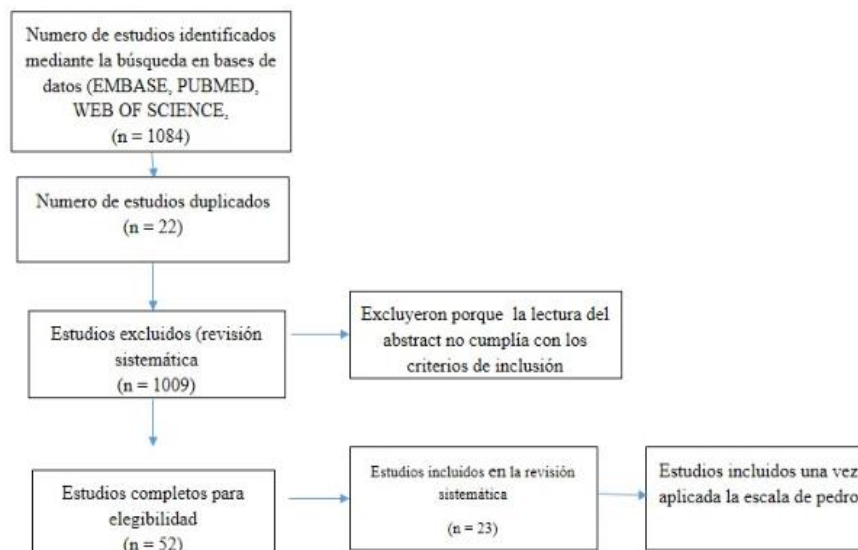 Numero de estudios identificados
mediante la búsqueda en bases de
datos (EMBASE, PUBMED,
WEB OF SCIENCE,
(n = 1084)
Numero de estudios duplicados
(n = 22)
Estudios excluidos (revisión
sistemática
(n = 1009)
Excluyeron porque la lectura del
abstract no cumplía con los
criterios de inclusión
Estudios completos para
elegibilidad
(n = 52)
Estudios incluidos en la revisión
sistemática
(n = 23)
Estudios incluidos una vez
aplicada la escala de pedro